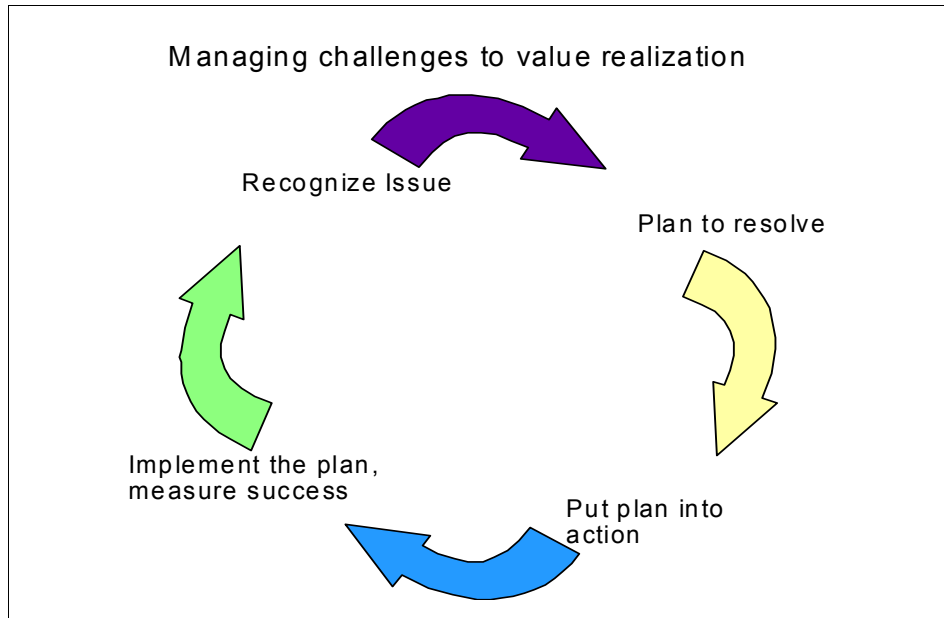 Managing challenges to value realization
Recognize Issue
Plan to resolve
Put plan into
action
Implement the plan,
measure success